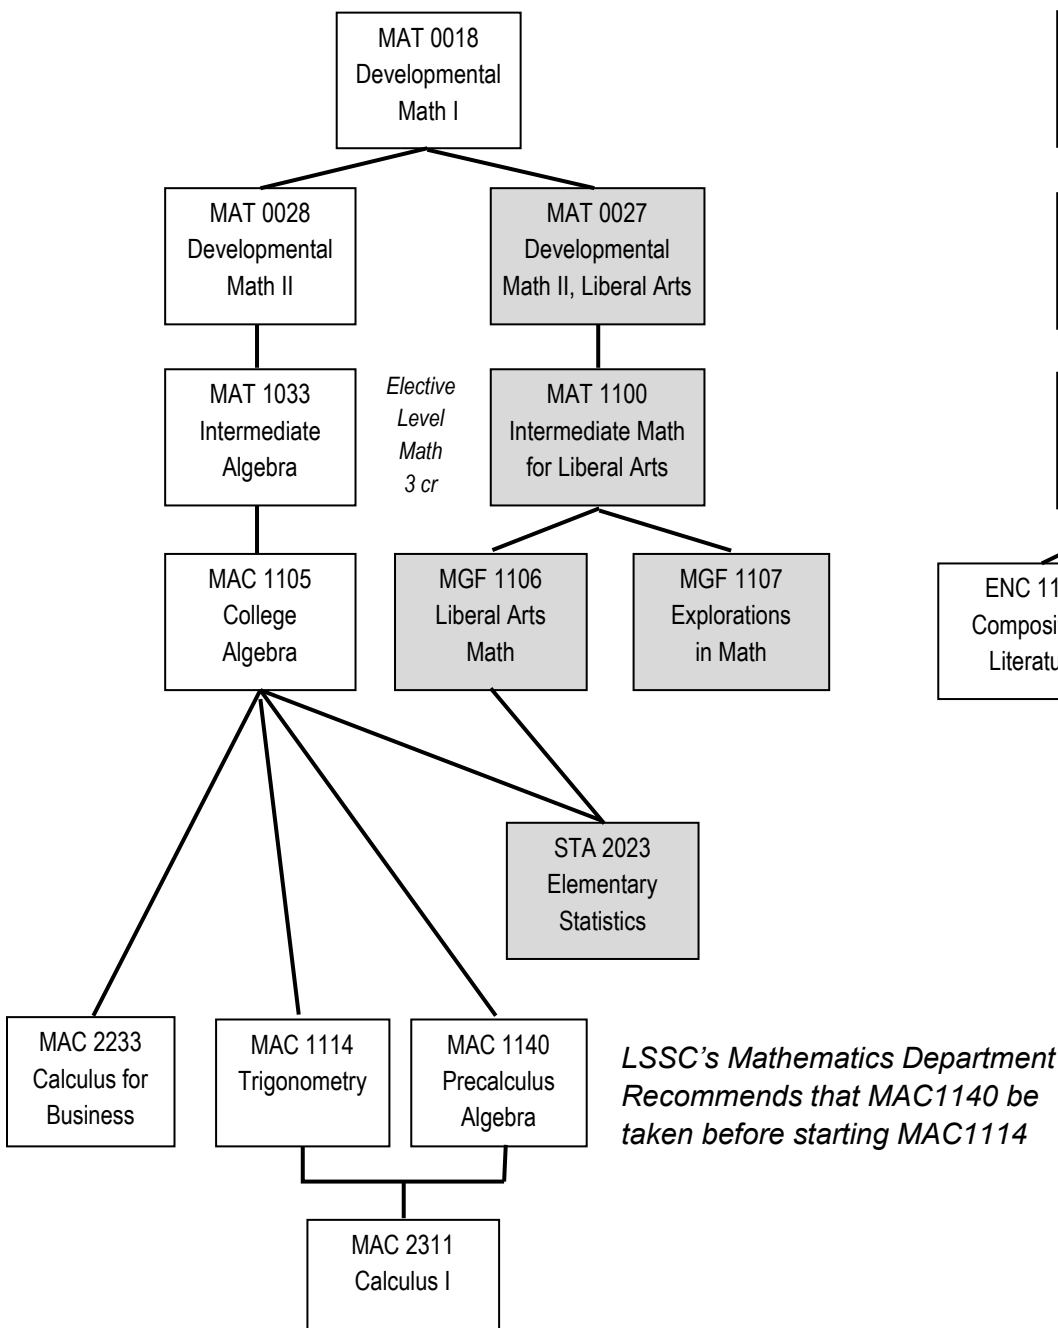 MAT 0018
Developmental
Math I
MAT 0028
Developmental
Math II
MAT 0027
Developmental
Math II, Liberal Arts
MAT 1033
Intermediate
Algebra
Elective
Level
Math
3 cr
MAT 1100
Intermediate Math
for Liberal Arts
MAC 1105
College
Algebra
MGF 1106
Liberal Arts
Math
MGF 1107
Explorations
in Math
ENC 11
Composi
Literatu
STA 2023
Elementary
Statistics
MAC 2233
Calculus for
Business
MAC 1114
Trigonometry
MAC 1140
Precalculus
Algebra
LSSC's Mathematics Department
Recommends that MAC1140 be
taken before starting MAC1114
MAC 2311
Calculus I